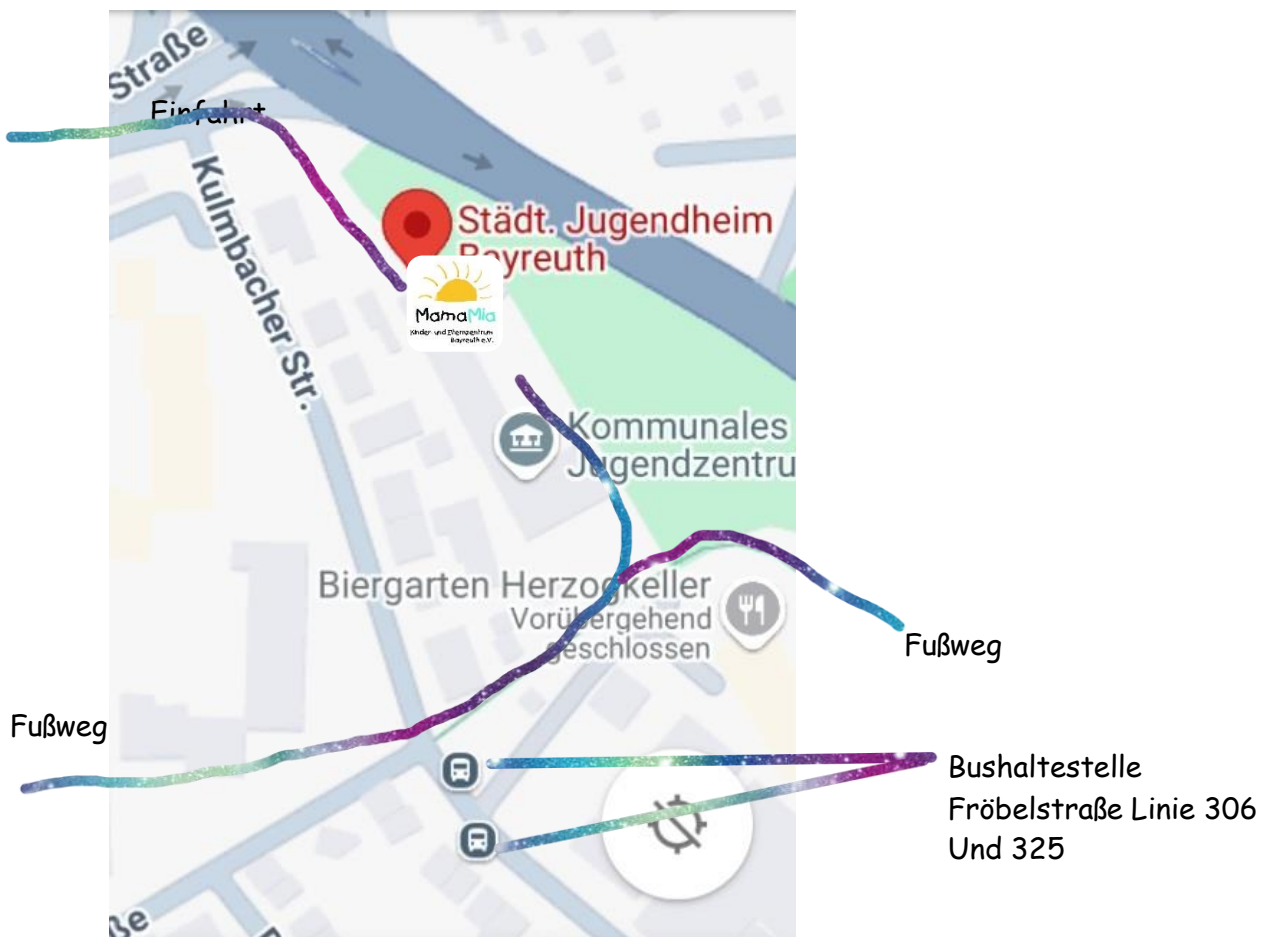 Straße
Einfahrt
Kulmbacher Str.
Städt. Jugendheim
Bayreuth
MamaMia
Kinder- und Elternzentrum
Bayreuth e.V.
Kommunales
Jugendzentru
Biergarten Herzogkeller
Vorübergehend
geschlossen
Fußweg
Fußweg
Bushaltestelle
Fröbelstraße Linie 306
Und 325
ße